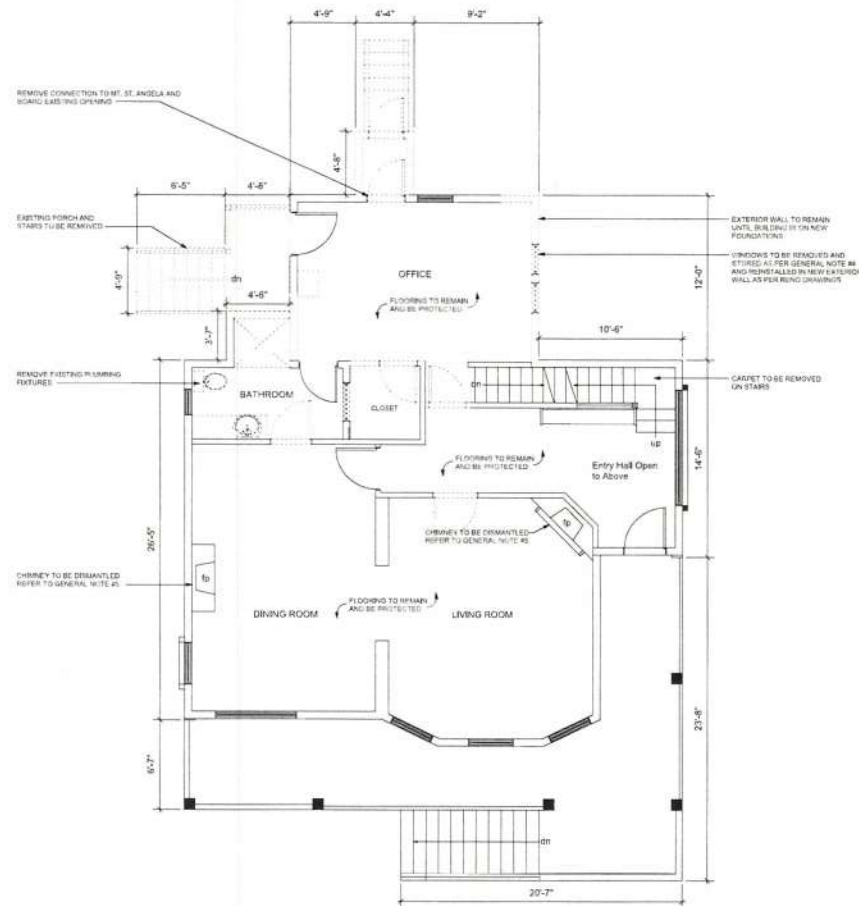 4'-9"
4'-4"
9'-2"
REMOVE CONNECTION TO MT. ST. ANGELA AND
BOARD EXISTING OPENING
4'-8"
6'-5"
4'-6"
EXISTING PORCH AND
STAIRS TO BE REMOVED
4'-9"
dn
4'-6"
3'-7"
OFFICE
FLOORING TO REMAIN
AND BE PROTECTED
EXTERIOR WALL TO REMAIN
UNTIL BUILDING IS ON NEW
FOUNDATIONS
WINDOWS TO BE REMOVED AND
STORED AS PER GENERAL NOTE #4
AND REINSTALLED IN NEW EXTERIOR
WALL AS PER RENO DRAWINGS
12'-0"
10'-6"
REMOVE EXISTING PLUMBING
FIXTURES
BATHROOM
CLOSET
dn
CARPET TO BE REMOVED
ON STAIRS
up
14'-6"
FLOORING TO REMAIN
AND BE PROTECTED
Entry Hall Open
to Above
26'-5"
CHIMNEY TO BE DISMANTLED
REFER TO GENERAL NOTE #5
fp
CHIMNEY TO BE DISMANTLED
REFER TO GENERAL NOTE #5
fp
DINING ROOM
FLOORING TO REMAIN
AND BE PROTECTED
LIVING ROOM
23'-8"
6'-7"
dn
20'-7"